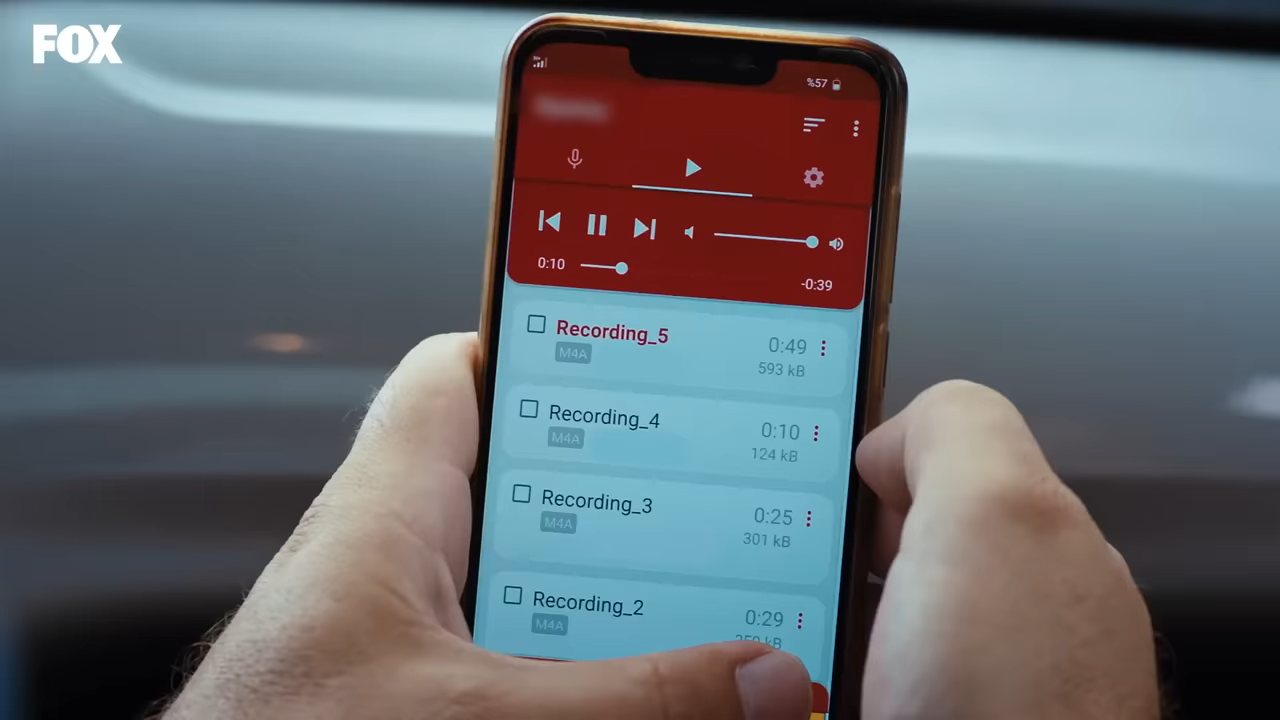 FOX
%57
0:10
-0:39
Recording_5
0:49
M4A
593 kB
Recording_4
0:10
M4A
124 kB
Recording_3
0:25
M4A
301 kB
Recording_2
0:29
M4A
kB